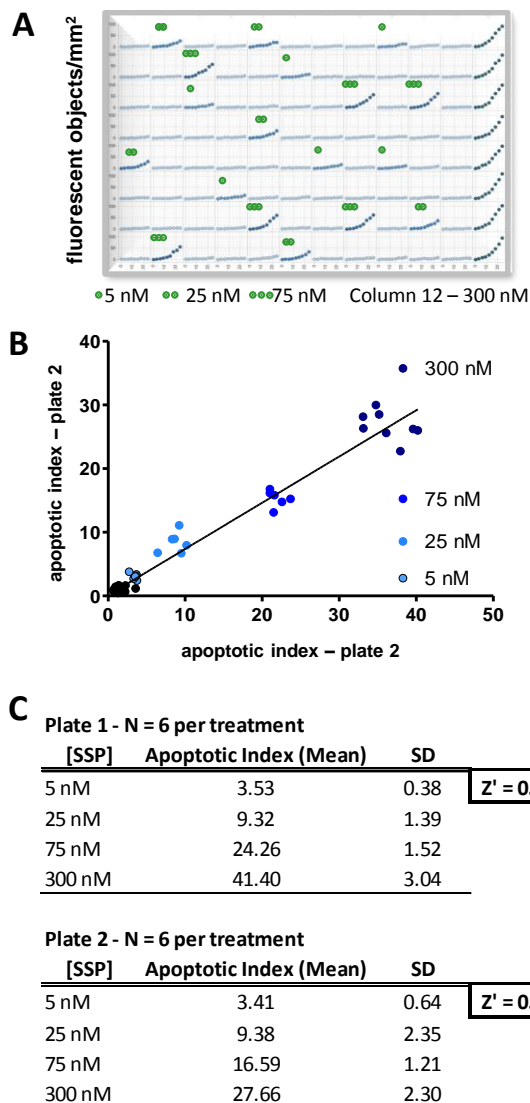 A
fluorescent objects/mm²
5 nM 25 nM 75 nM Column 12 – 300 nM
B
apoptotic index – plate 2
40
30
20
10
0
300 nM
75 nM
25 nM
5 nM
0 10 20 30 40 50
apoptotic index – plate 2
C
Plate 1 - N = 6 per treatment
[SSP] Apoptotic Index (Mean) SD
5 nM 3.53 0.38 Z' = 0.
25 nM 9.32 1.39
75 nM 24.26 1.52
300 nM 41.40 3.04
Plate 2 - N = 6 per treatment
[SSP] Apoptotic Index (Mean) SD
5 nM 3.41 0.64 Z' = 0.
25 nM 9.38 2.35
75 nM 16.59 1.21
300 nM 27.66 2.30